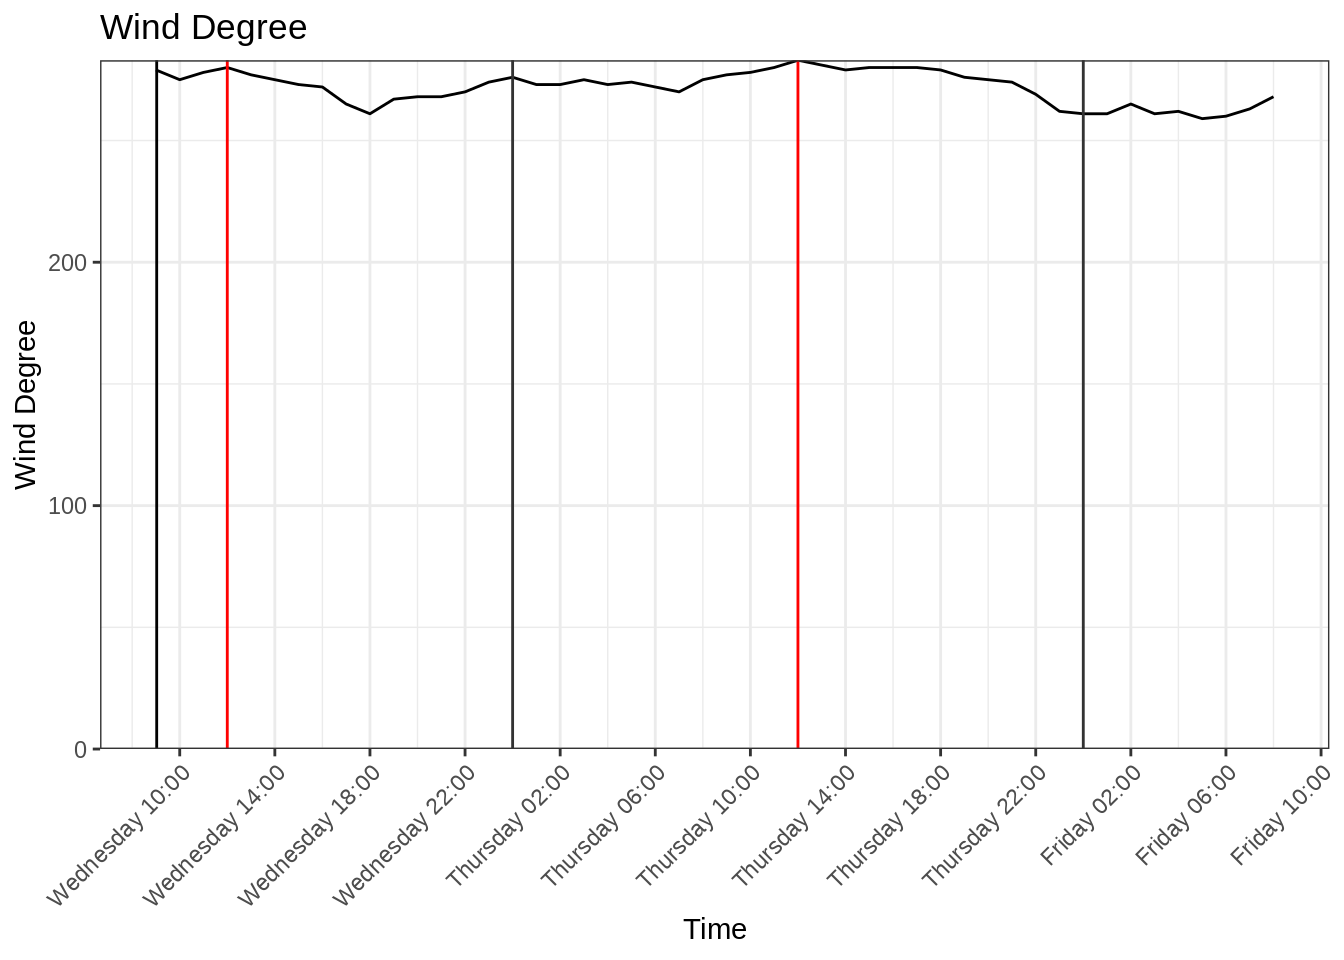 Wind Degree
Wind Degree
200
100
0
Wednesday 10:00
Wednesday 14:00
Wednesday 18:00
Wednesday 22:00
Thursday 02:00
Thursday 06:00
Thursday 10:00
Thursday 14:00
Thursday 18:00
Thursday 22:00
Friday 02:00
Friday 06:00
Friday 10:00
Time